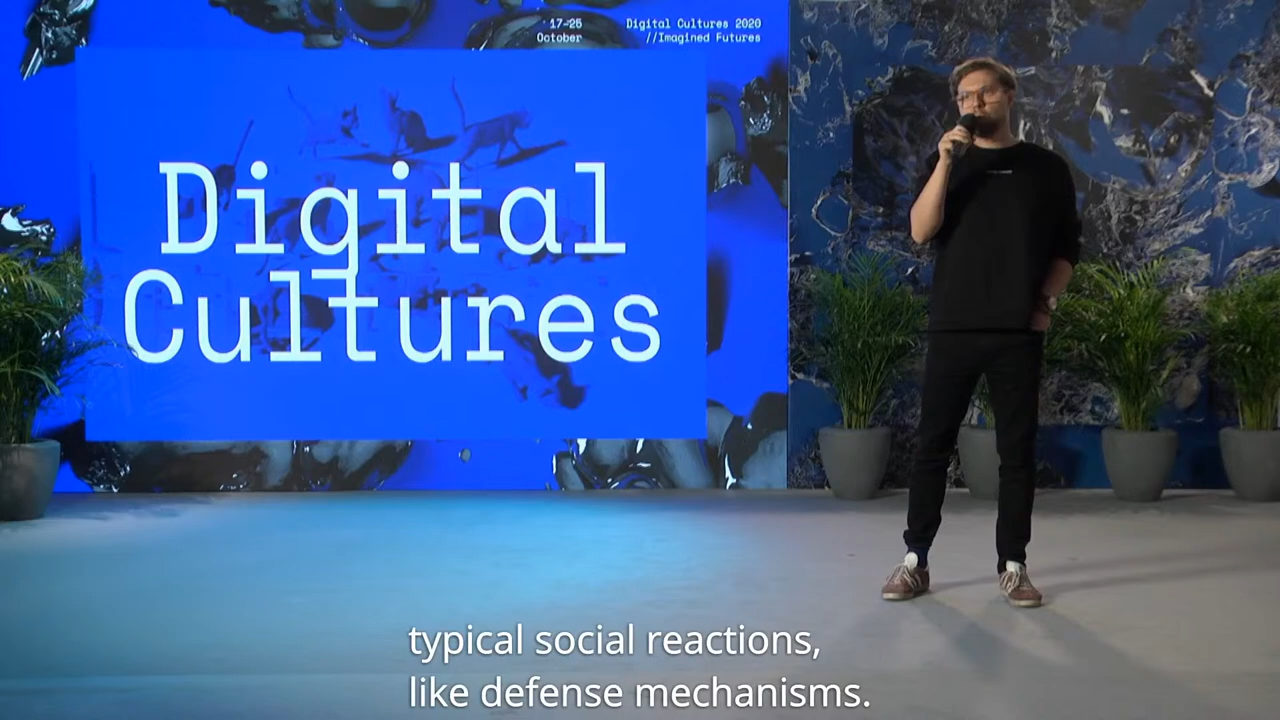 17-25
October
Digital Cultures 2020
//Imagined Futures
Digital
Cultures
typical social reactions,
like defense mechanisms.